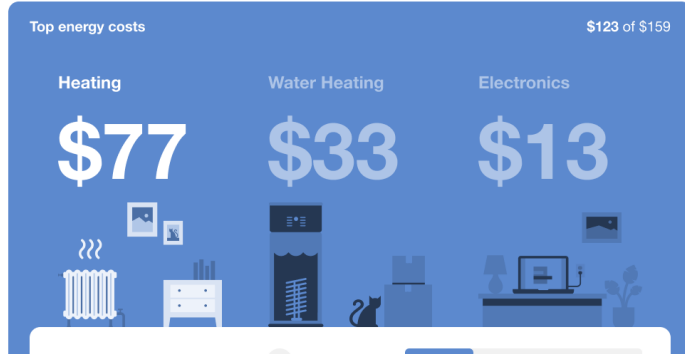 Top energy costs
$123 of $159
Heating
Water Heating
Electronics
$77
$33
$13